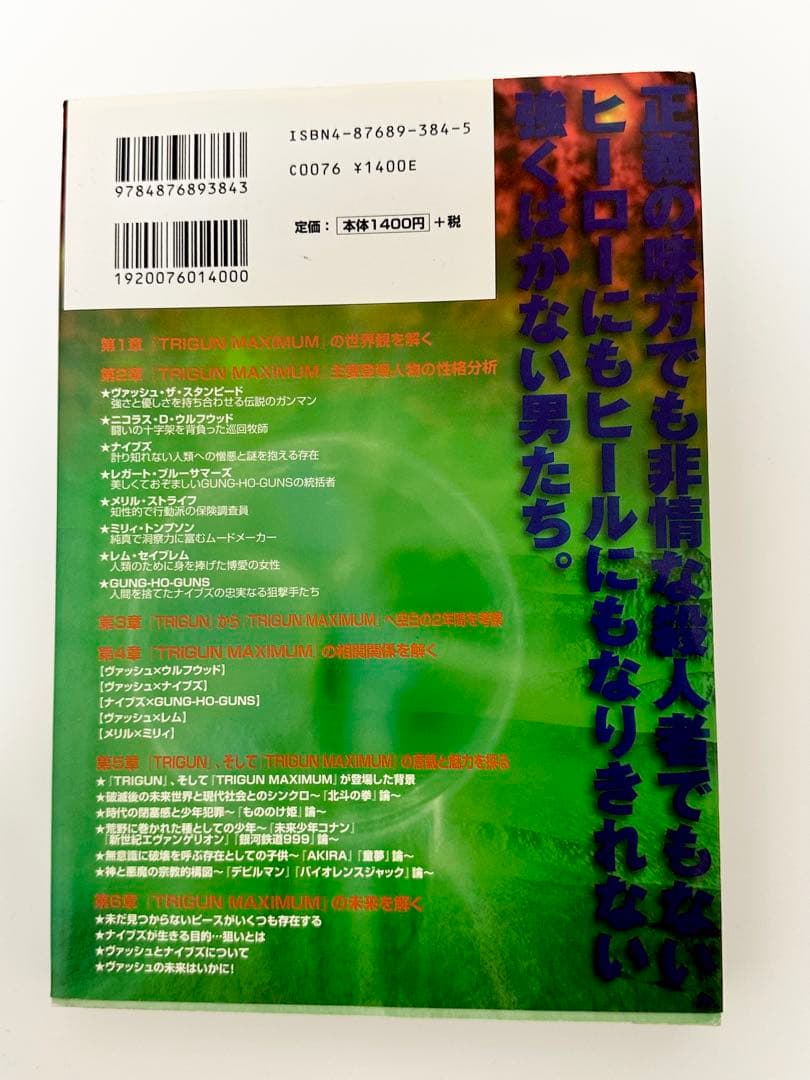 正義の味方でも非情な殺人者でもない、
ヒーローにもヒールにもなりきれない
強くはかない男たち。
ISBN4-87689-384-5
C0076 ¥1400E
9784876893843
定価： 本体1400円 +税
1920076014000
第1章 『TRIGUN MAXIMUM』の世界観を解く
第2章 『TRIGUN MAXIMUM』主要登場人物の性格分析
★ヴァッシュ・ザ・スタンピード
強さと優しさを持ち合わせる伝説のガンマン
★ニコラス・D・ウルフウッド
闘いの十字架を背負った巡回牧師
★ナイブズ
計り知れない人類への憎悪と謎を抱える存在
★レガート・ブルーサマーズ
美しくておぞましいGUNG-HO-GUNSの統括者
★メリル・ストライフ
知性的で行動派の保険調査員
★ミリィ・トンプソン
純真で洞察力に富むムードメーカー
★レム・セイブレム
人類のために身を捧げた博愛の女性
★GUNG-HO-GUNS
人間を捨てたナイブズの忠実なる狙撃手たち
第3章 『TRIGUN』から『TRIGUN MAXIMUM』へ空白の2年間を考察
第4章 『TRIGUN MAXIMUM』の相関関係を解く
【ヴァッシュ×ウルフウッド】
【ヴァッシュ×ナイブズ】
【ナイブズ×GUNG-HO-GUNS】
【ヴァッシュ×レム】
【メリル×ミリィ】
第5章 『TRIGUN』、そして『TRIGUN MAXIMUM』の意義と魅力を探る
★『TRIGUN』、そして『TRIGUN MAXIMUM』が登場した背景
★破滅後の未来世界と現代社会とのシンクロ～『北斗の拳』論～
★時代の閉塞感と少年犯罪～『もののけ姫』論～
★荒野に巻かれた種としての少年～『未来少年コナン』
『新世紀エヴァンゲリオン』『銀河鉄道999』論～
★無意識に破壊を呼ぶ存在としての子供～『AKIRA』『童夢』論～
★神と悪魔の宗教的構図～『デビルマン』『バイオレンスジャック』論～
第6章 『TRIGUN MAXIMUM』の未来を解く
★未だ見つからないピースがいくつも存在する
★ナイブズが生きる目的…狙いとは
★ヴァッシュとナイブズについて
★ヴァッシュの未来はいかに!